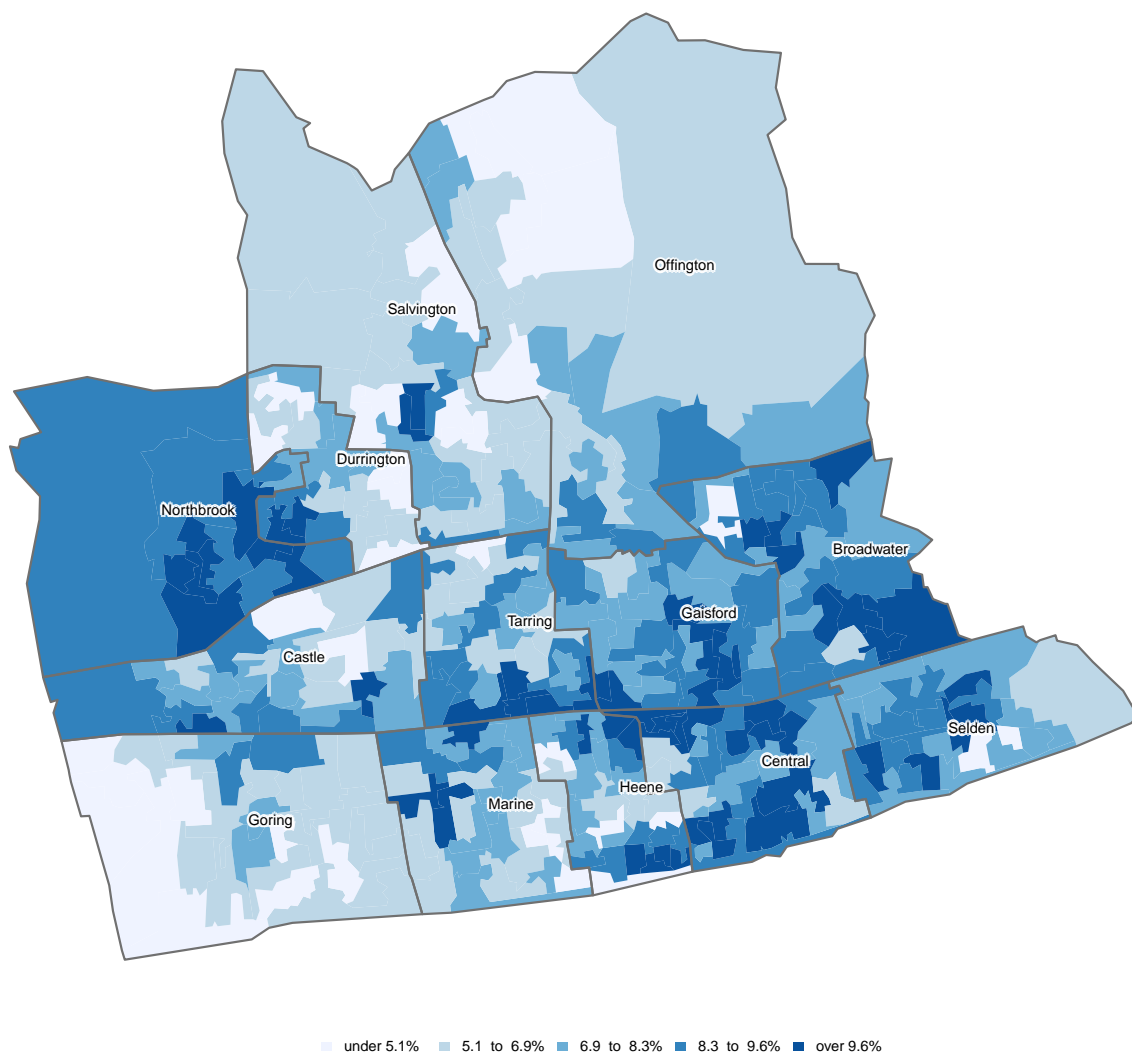 Offington
Salvington
Durrington
Northbrook
Broadwater
Gaisford
Tarring
Castle
Selden
Central
Heene
Marine
Goring
under 5.1% 5.1 to 6.9% 6.9 to 8.3% 8.3 to 9.6% over 9.6%